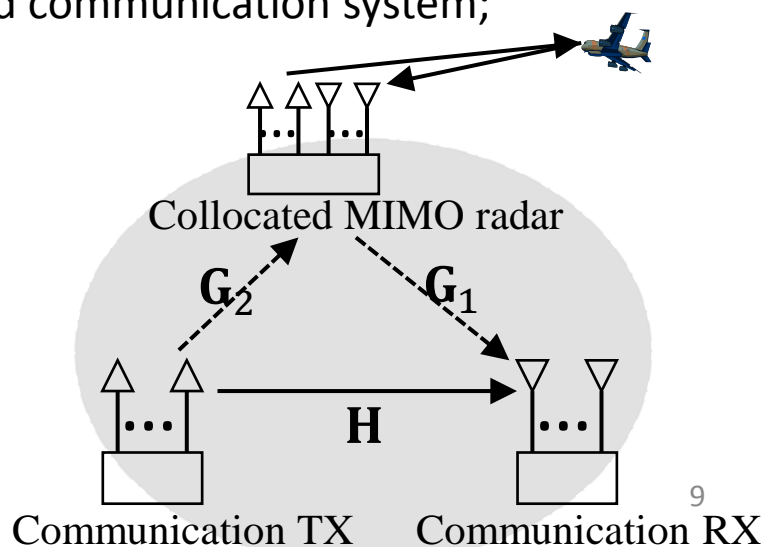 d communication system;
Collocated MIMO radar
G₂
G₁
H
9
Communication TX
Communication RX